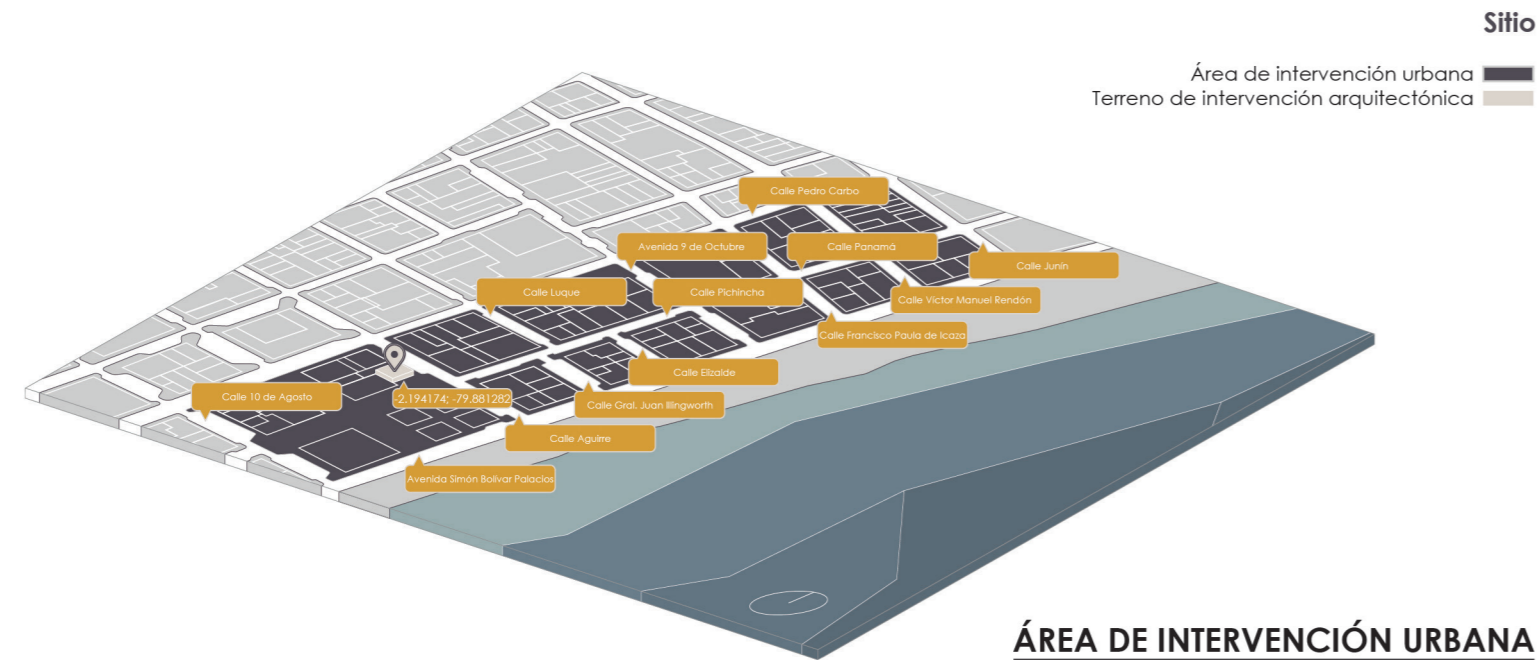 Sitio
Área de intervención urbana
Terreno de intervención arquitectónica
Calle Pedro Carbo
Avenida 9 de Octubre
Calle Panamá
Calle Junin
Calle Luque
Calle Pichincha
Calle Víctor Manuel Rendón
Calle Francisco Paula de Icaza
Calle Elizalde
Calle 10 de Agosto
-2.194174; -79.881282
Calle Gral. Juan Illingworth
Calle Aguirre
Avenida Simón Bolívar Palacios
ÁREA DE INTERVENCIÓN URBANA